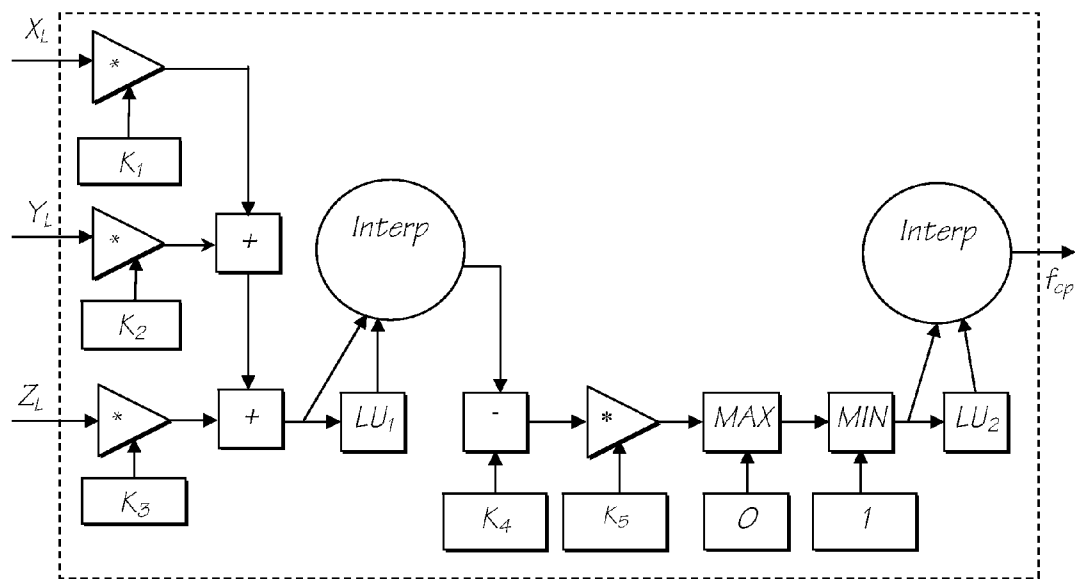 X_L
*
K_1
Y_L
*
+
Interp
Interp
f_cp
K_2
Z_L
*
+
LU_1
-
*
MAX
MIN
LU_2
K_3
K_4
K_5
0
1